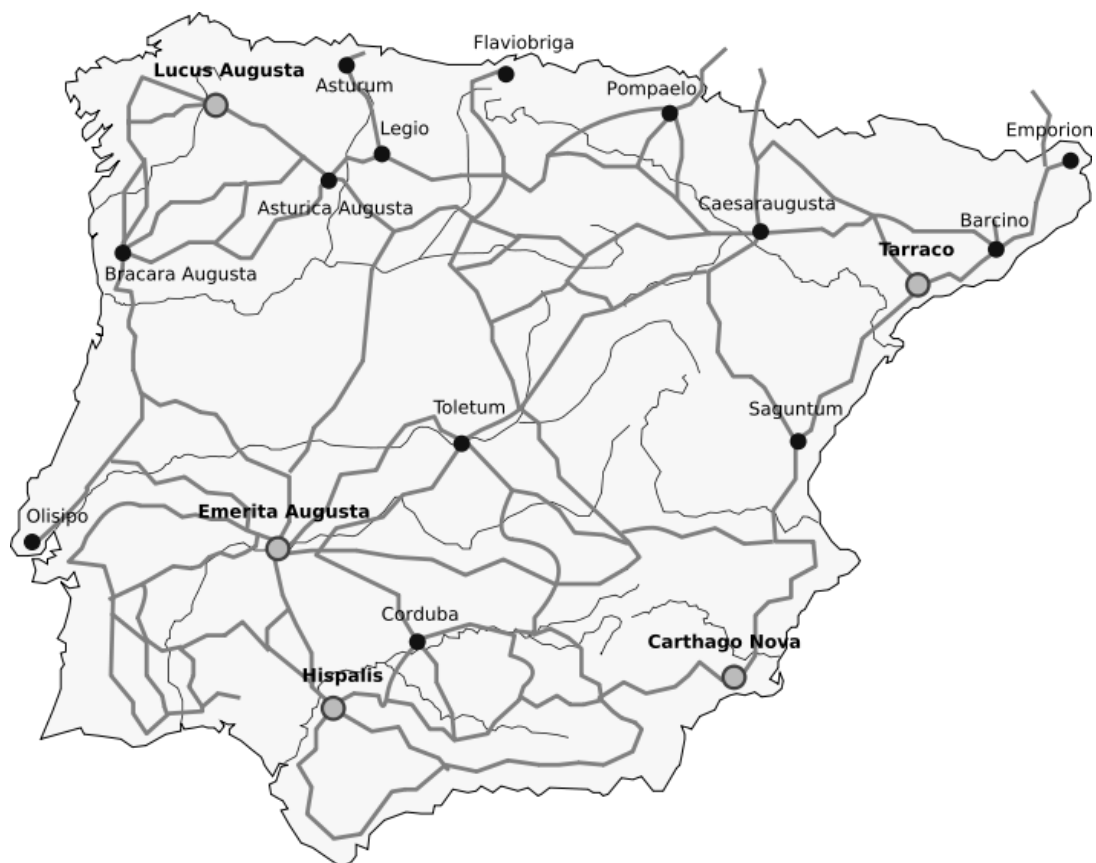 Flaviobriga
Lucus Augusta
Asturum
Pompaelo
Legio
Emporion
Asturica Augusta
Caesaraugusta
Barcino
Tarraco
Bracara Augusta
Toletum
Saguntum
Emerita Augusta
Olisipo
Corduba
Carthago Nova
Hispalis